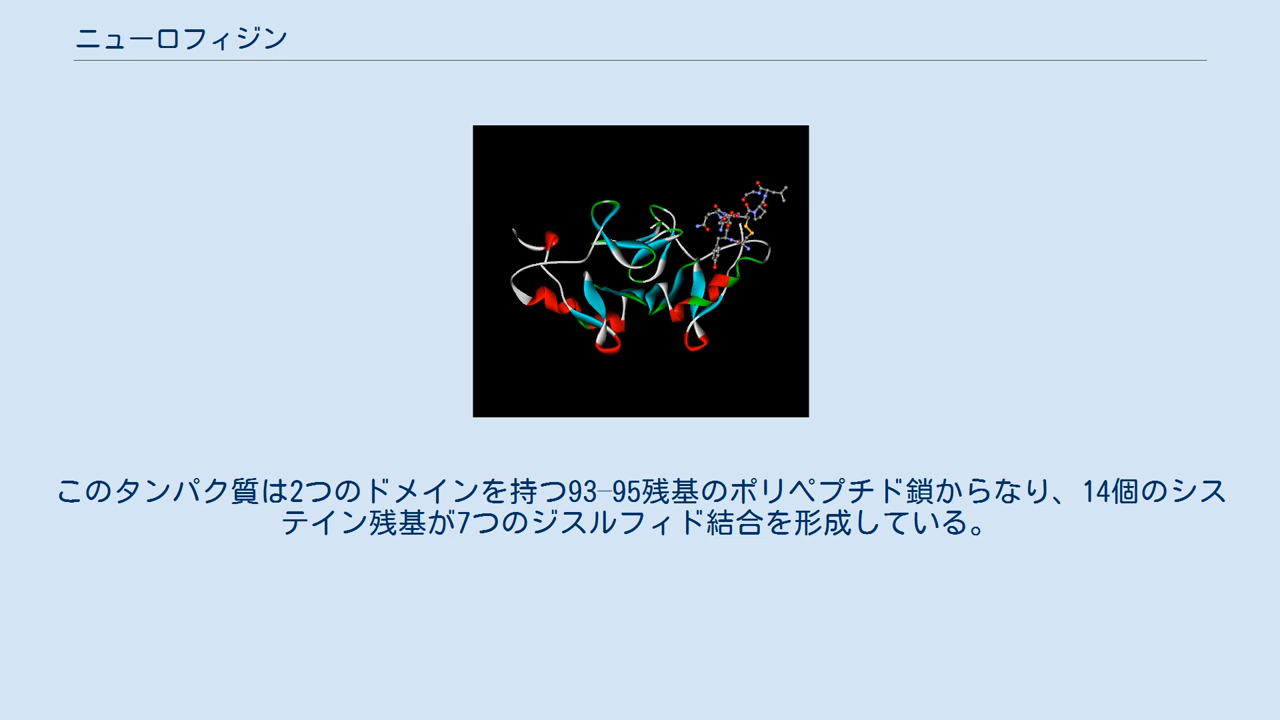 ニューロフィジン
このタンパク質は2つのドメインを持つ93–95残基のポリペプチド鎖からなり、14個のシス
テイン残基が7つのジスルフィド結合を形成している。